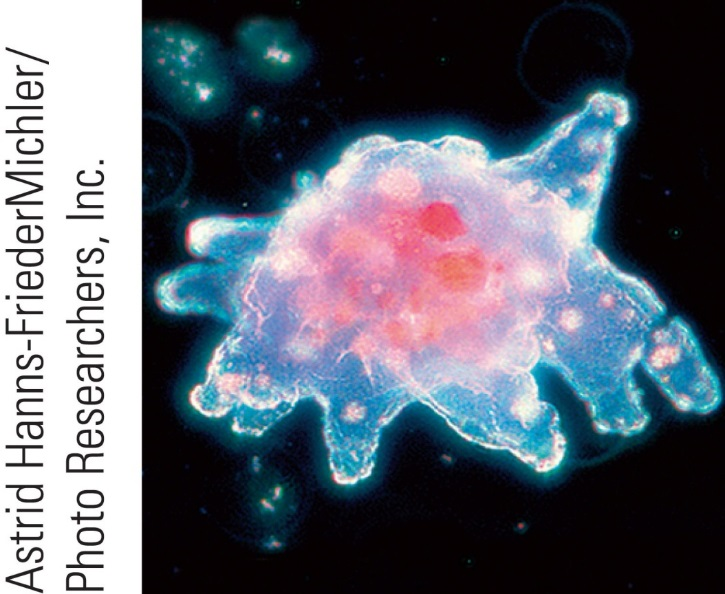 Astrid Hanns-FriederMichler/
Photo Researchers, Inc.